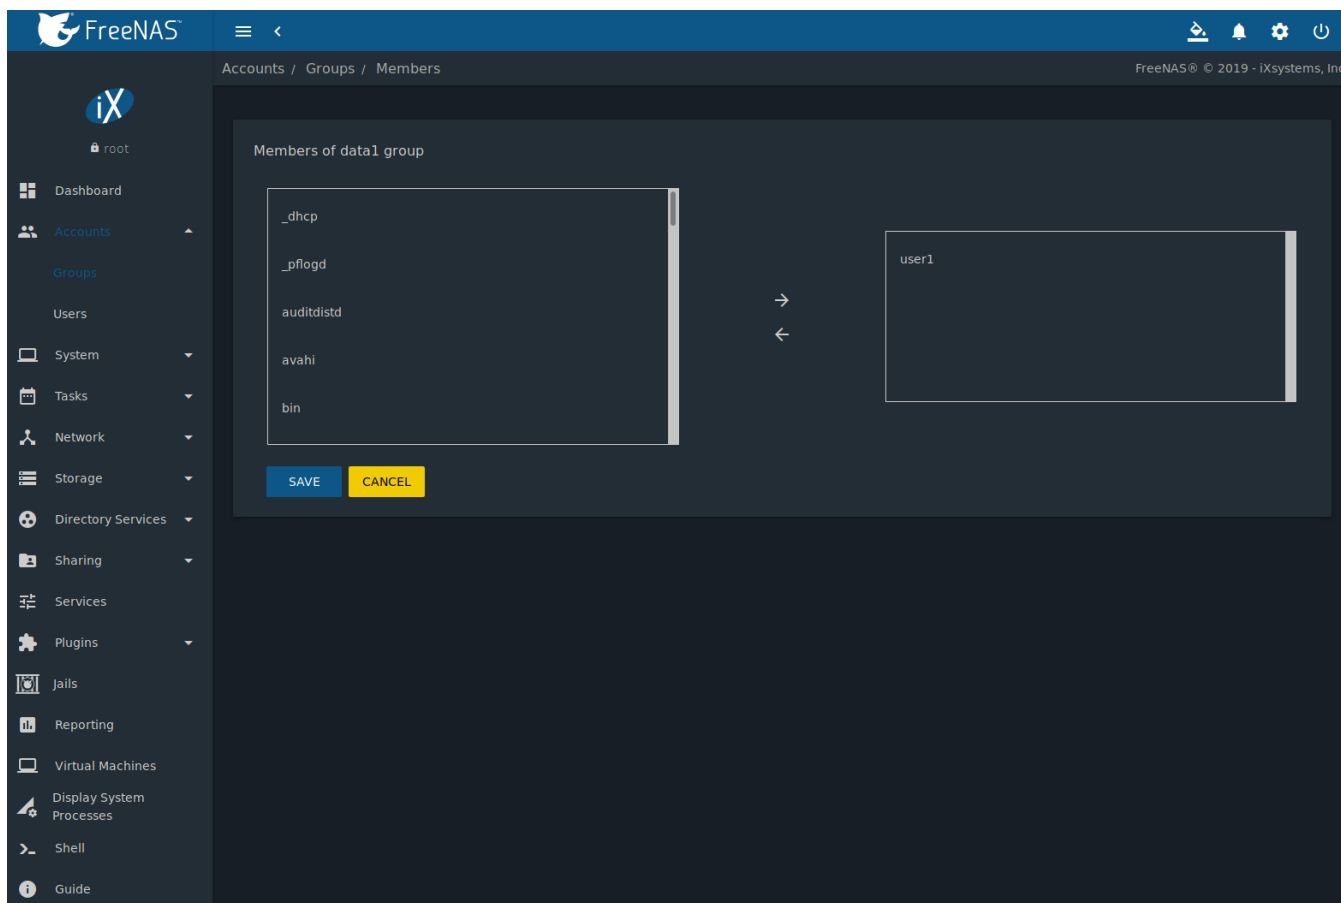 FreeNAS™
Accounts / Groups / Members
FreeNAS® © 2019 - iXsystems, Inc
iX
root
Dashboard
Accounts
Groups
Users
System
Tasks
Network
Storage
Directory Services
Sharing
Services
Plugins
Jails
Reporting
Virtual Machines
Display System
Processes
Shell
Guide
Members of data1 group
_dhcp
_pflogd
auditdistd
avahi
bin
user1
SAVE
CANCEL